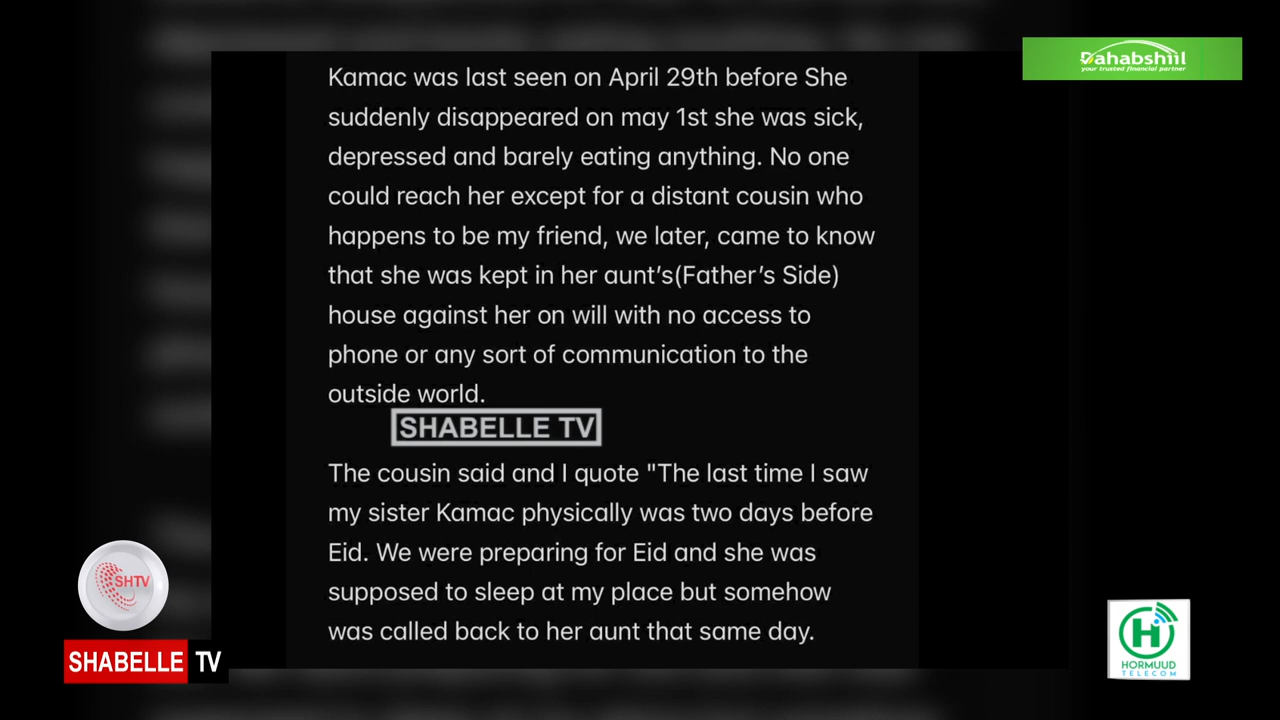 Dahabshiil
your trusted financial partner
Kamac was last seen on April 29th before She
suddenly disappeared on may 1st she was sick,
depressed and barely eating anything. No one
could reach her except for a distant cousin who
happens to be my friend, we later, came to know
that she was kept in her aunt’s(Father’s Side)
house against her on will with no access to
phone or any sort of communication to the
outside world.
SHABELLE TV
The cousin said and I quote "The last time I saw
my sister Kamac physically was two days before
Eid. We were preparing for Eid and she was
supposed to sleep at my place but somehow
was called back to her aunt that same day.
SHTV
SHABELLE TV
H
HORMUUD
TELECOM